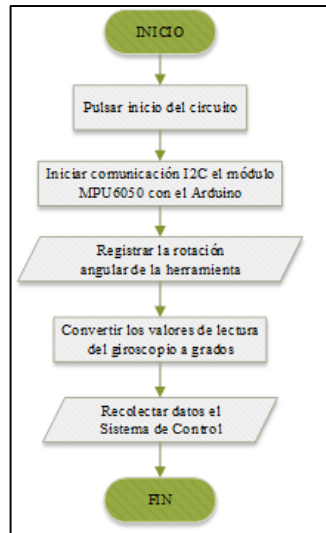 INICIO
Pulsar inicio del circuito
Iniciar comunicación I2C el módulo
MPU6050 con el Arduino
Registrar la rotación
angular de la herramienta
Convertir los valores de lectura
del giroscopio a grados
Recolectar datos el
Sistema de Control
FIN